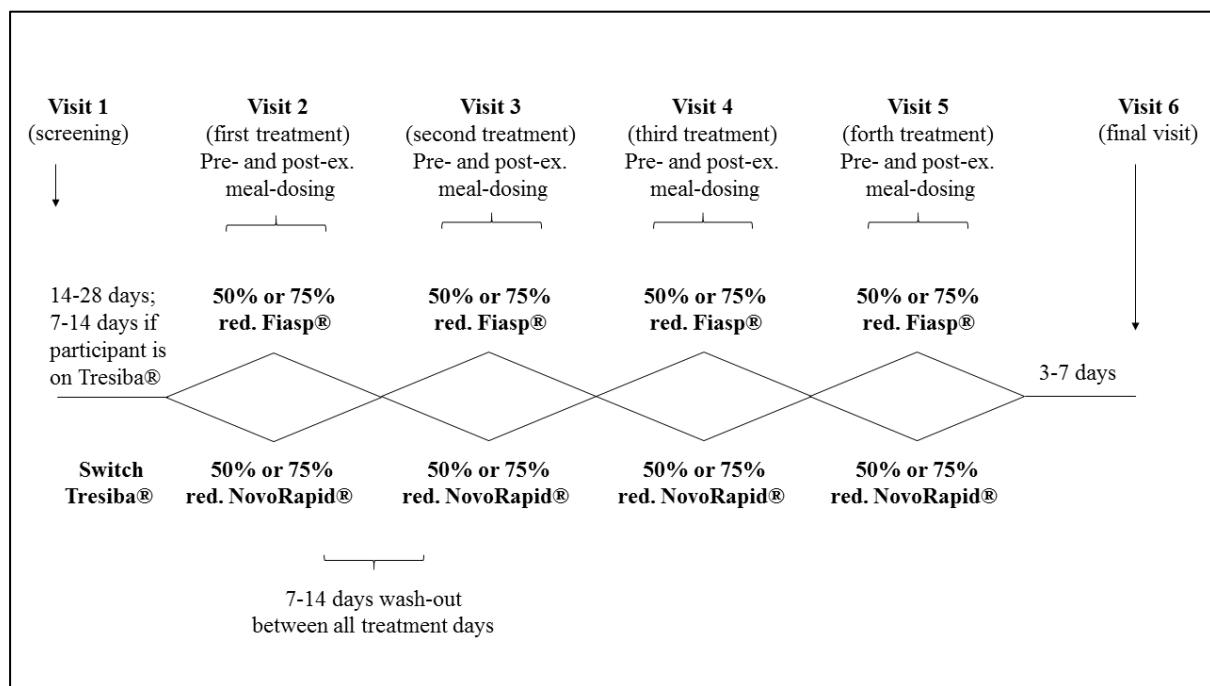 Visit 1
(screening)
Visit 2
(first treatment)
Pre- and post-ex.
meal-dosing
Visit 3
(second treatment)
Pre- and post-ex.
meal-dosing
Visit 4
(third treatment)
Pre- and post-ex.
meal-dosing
Visit 5
(forth treatment)
Pre- and post-ex.
meal-dosing
Visit 6
(final visit)
14-28 days;
7-14 days if
participant is
on Tresiba®
50% or 75%
red. Fiasp®
50% or 75%
red. Fiasp®
50% or 75%
red. Fiasp®
50% or 75%
red. Fiasp®
3-7 days
Switch
Tresiba®
50% or 75%
red. NovoRapid®
50% or 75%
red. NovoRapid®
50% or 75%
red. NovoRapid®
50% or 75%
red. NovoRapid®
7-14 days wash-out
between all treatment days